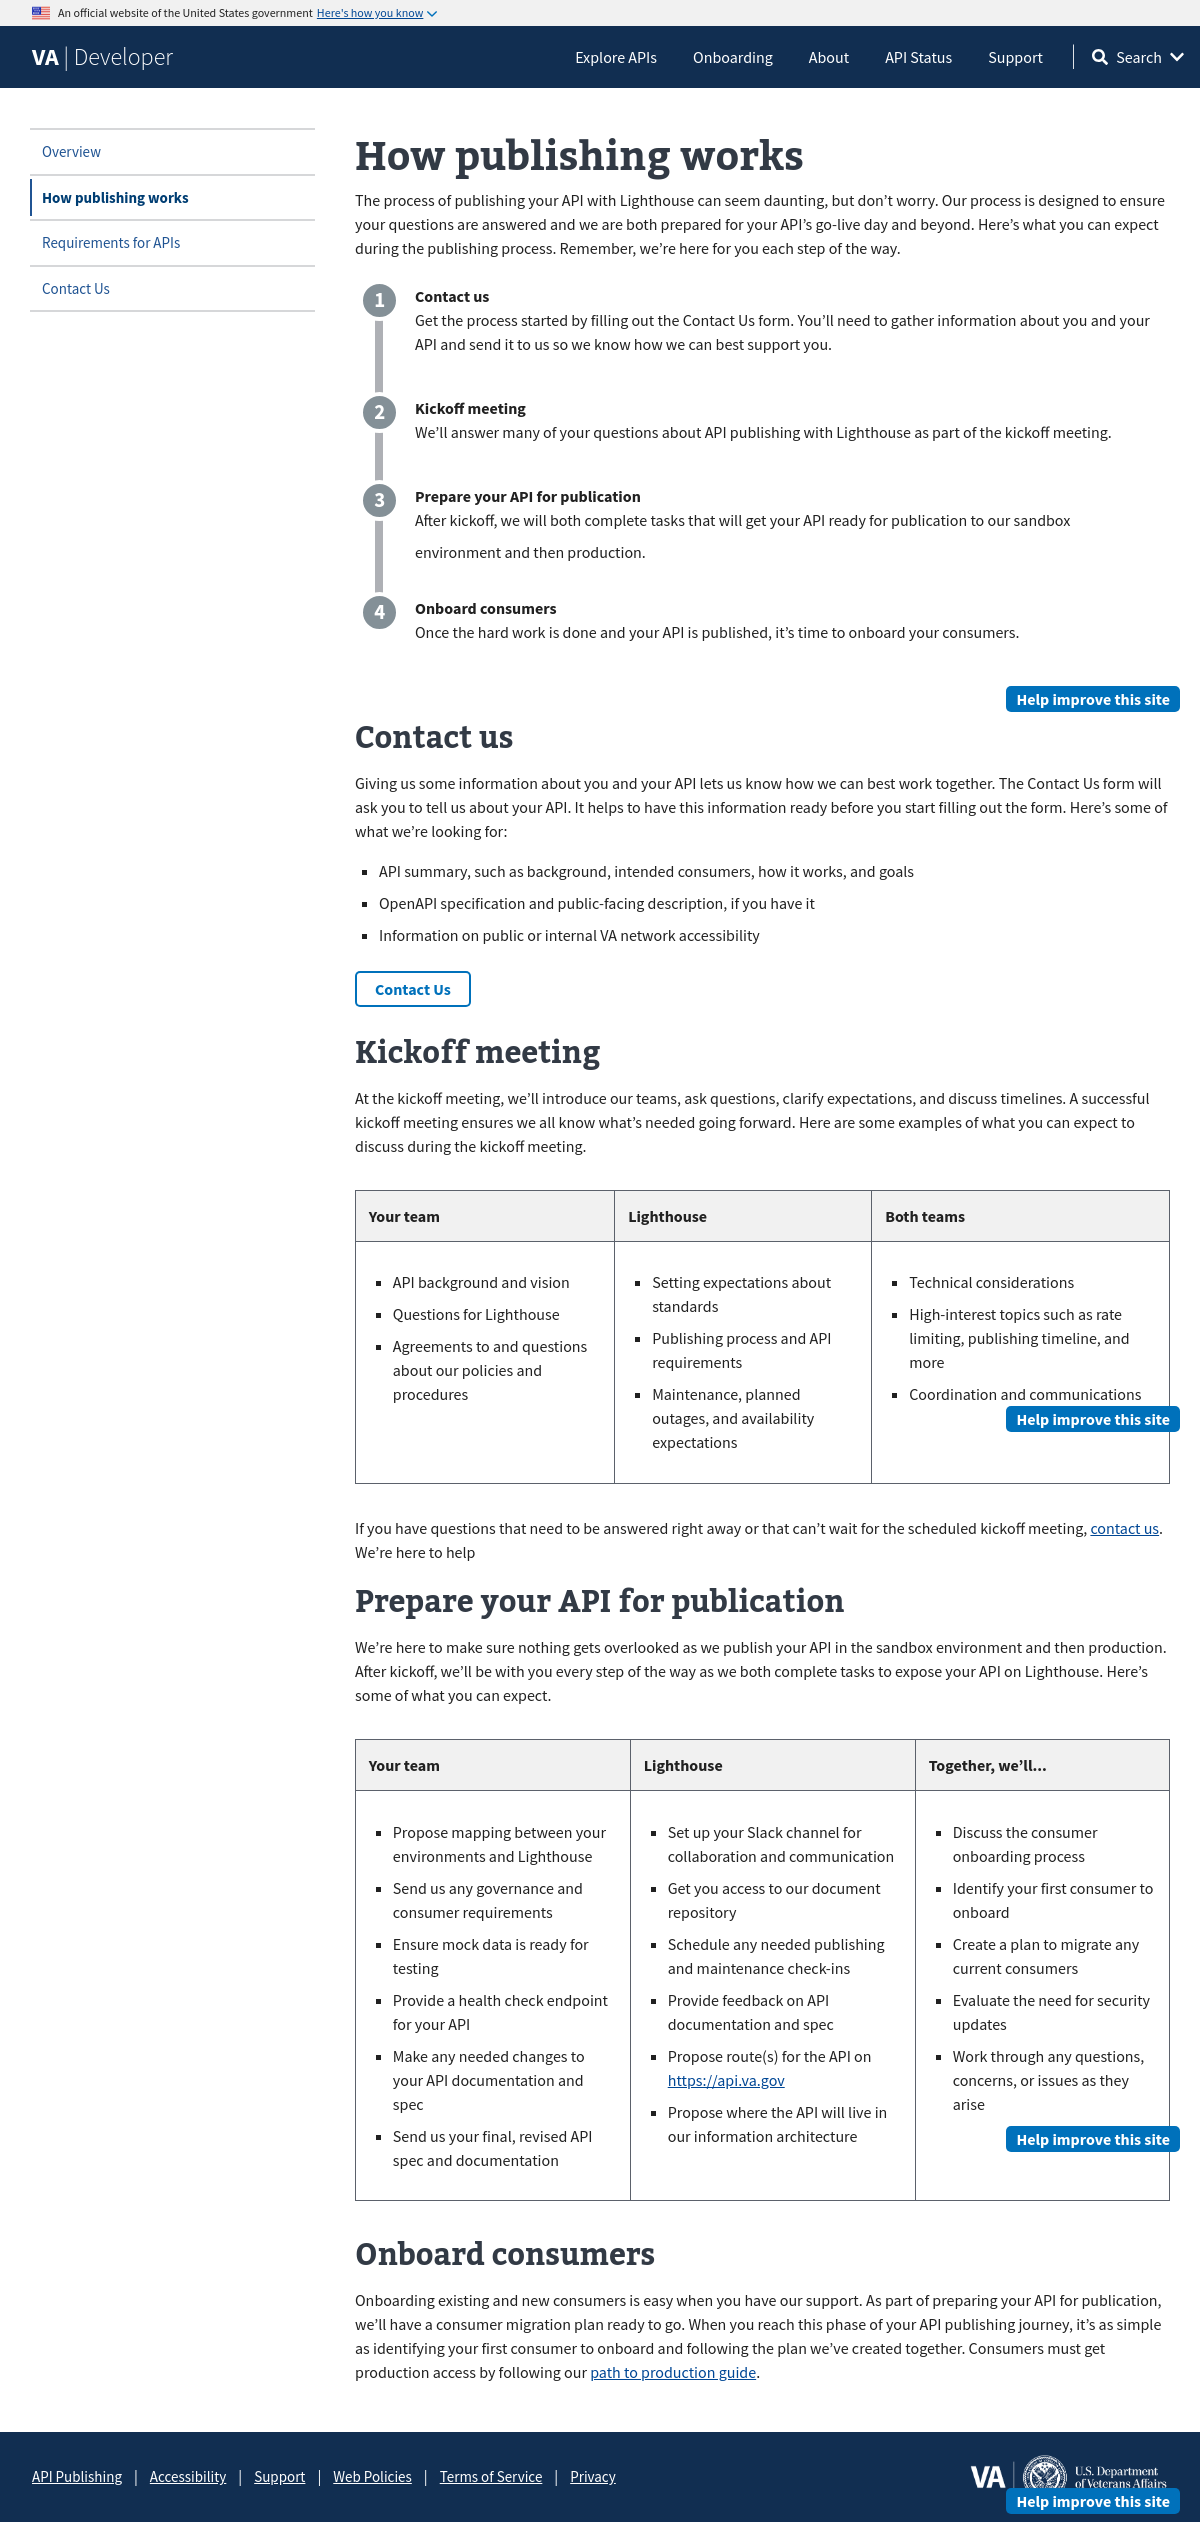 An official website of the United States government Here's how you know
VA | Developer
Explore APIs
Onboarding
About
API Status
Support
Search
Overview
How publishing works
Requirements for APIs
Contact Us
How publishing works
The process of publishing your API with Lighthouse can seem daunting, but don’t worry. Our process is designed to ensure
your questions are answered and we are both prepared for your API’s go-live day and beyond. Here’s what you can expect
during the publishing process. Remember, we’re here for you each step of the way.
1
Contact us
Get the process started by filling out the Contact Us form. You’ll need to gather information about you and your
API and send it to us so we know how we can best support you.
2
Kickoff meeting
We’ll answer many of your questions about API publishing with Lighthouse as part of the kickoff meeting.
3
Prepare your API for publication
After kickoff, we will both complete tasks that will get your API ready for publication to our sandbox
environment and then production.
4
Onboard consumers
Once the hard work is done and your API is published, it’s time to onboard your consumers.
Help improve this site
Contact us
Giving us some information about you and your API lets us know how we can best work together. The Contact Us form will
ask you to tell us about your API. It helps to have this information ready before you start filling out the form. Here’s some of
what we’re looking for:
API summary, such as background, intended consumers, how it works, and goals
OpenAPI specification and public-facing description, if you have it
Information on public or internal VA network accessibility
Contact Us
Kickoff meeting
At the kickoff meeting, we’ll introduce our teams, ask questions, clarify expectations, and discuss timelines. A successful
kickoff meeting ensures we all know what’s needed going forward. Here are some examples of what you can expect to
discuss during the kickoff meeting.
Your team
API background and vision
Questions for Lighthouse
Agreements to and questions
about our policies and
procedures
Lighthouse
Setting expectations about
standards
Publishing process and API
requirements
Maintenance, planned
outages, and availability
expectations
Both teams
Technical considerations
High-interest topics such as rate
limiting, publishing timeline, and
more
Coordination and communications
Help improve this site
If you have questions that need to be answered right away or that can’t wait for the scheduled kickoff meeting, contact us.
We’re here to help
Prepare your API for publication
We’re here to make sure nothing gets overlooked as we publish your API in the sandbox environment and then production.
After kickoff, we’ll be with you every step of the way as we both complete tasks to expose your API on Lighthouse. Here’s
some of what you can expect.
Your team
Propose mapping between your
environments and Lighthouse
Send us any governance and
consumer requirements
Ensure mock data is ready for
testing
Provide a health check endpoint
for your API
Make any needed changes to
your API documentation and
spec
Send us your final, revised API
spec and documentation
Lighthouse
Set up your Slack channel for
collaboration and communication
Get you access to our document
repository
Schedule any needed publishing
and maintenance check-ins
Provide feedback on API
documentation and spec
Propose route(s) for the API on
https://api.va.gov
Propose where the API will live in
our information architecture
Together, we’ll...
Discuss the consumer
onboarding process
Identify your first consumer to
onboard
Create a plan to migrate any
current consumers
Evaluate the need for security
updates
Work through any questions,
concerns, or issues as they
arise
Help improve this site
Onboard consumers
Onboarding existing and new consumers is easy when you have our support. As part of preparing your API for publication,
we’ll have a consumer migration plan ready to go. When you reach this phase of your API publishing journey, it’s as simple
as identifying your first consumer to onboard and following the plan we’ve created together. Consumers must get
production access by following our path to production guide.
API Publishing | Accessibility | Support | Web Policies | Terms of Service | Privacy
VA
U.S. Department
of Veterans Affairs
Help improve this site